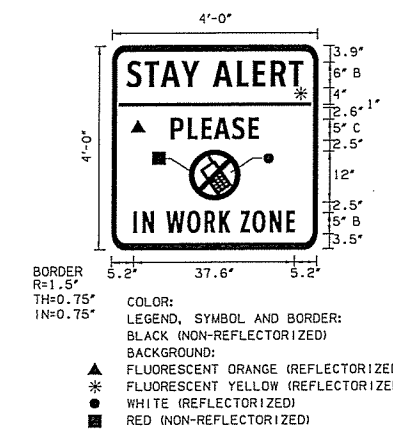 4'-0"
4'-0"
STAY ALERT
PLEASE
IN WORK ZONE
3.9"
6" B
4"
1"
2.6"
5" C
2.5"
12"
2.5"
5" B
3.5"
5.2" 37.6" 5.2"
BORDER
R=1.5"
TH=0.75"
IN=0.75"
COLOR:
LEGEND, SYMBOL AND BORDER:
BLACK (NON-REFLECTORIZED)
BACKGROUND:
FLUORESCENT ORANGE (REFLECTORIZE
FLUORESCENT YELLOW (REFLECTORIZE
WHITE (REFLECTORIZED)
RED (NON-REFLECTORIZED)